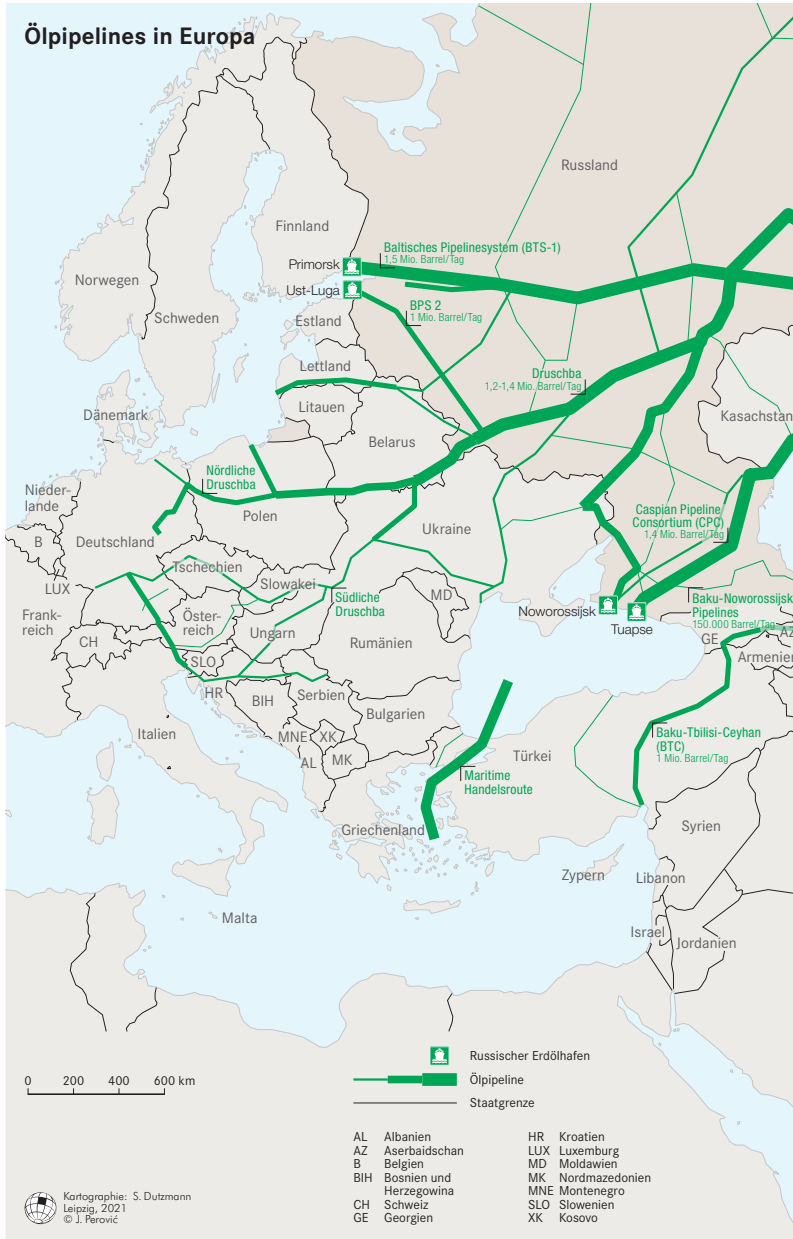 Ölpipelines in Europa
Russland
Finnland
Baltisches Pipelinesystem (BTS-1)
1,5 Mio. Barrel/Tag
Primorsk
Norwegen
Ust-Luga
BPS 2
1 Mio. Barrel/Tag
Schweden
Estland
Lettland
Druschba
1,2-1,4 Mio. Barrel/Tag
Litauen
Dänemark
Kasachstan
Belarus
Nördliche
Druschba
Nieder-
lande
Polen
Caspian Pipeline
Consortium (CPC)
1,4 Mio. Barrel/Tag
B
Deutschland
Ukraine
Tschechien
Slowakei
LUX
MD
Südliche
Druschba
Baku-Noworossijsk
Pipelines
150.000 Barrel/Tag
Noworossijsk
Tuapse
Frank-
reich
Öster-
reich
Ungarn
CH
Rumänien
GE
AZ
Armenien
SLO
HR
BIH
Serbien
Bulgarien
Italien
MNE
XK
AL
MK
Türkei
Baku-Tbilisi-Ceyhan
(BTC)
1 Mio. Barrel/Tag
Maritime
Handelsroute
Griechenland
Syrien
Zypern
Libanon
Malta
Israel
Jordanien
Russischer Erdölhafen
Ölpipeline
Staatgrenze
0 200 400 600 km
AL Albanien
AZ Aserbaidschan
B Belgien
BIH Bosnien und
Herzegowina
CH Schweiz
GE Georgien
HR Kroatien
LUX Luxemburg
MD Moldawien
MK Nordmazedonien
MNE Montenegro
SLO Slowenien
XK Kosovo
Kartographie: S. Dutzmann
Leipzig, 2021
© J. Perović